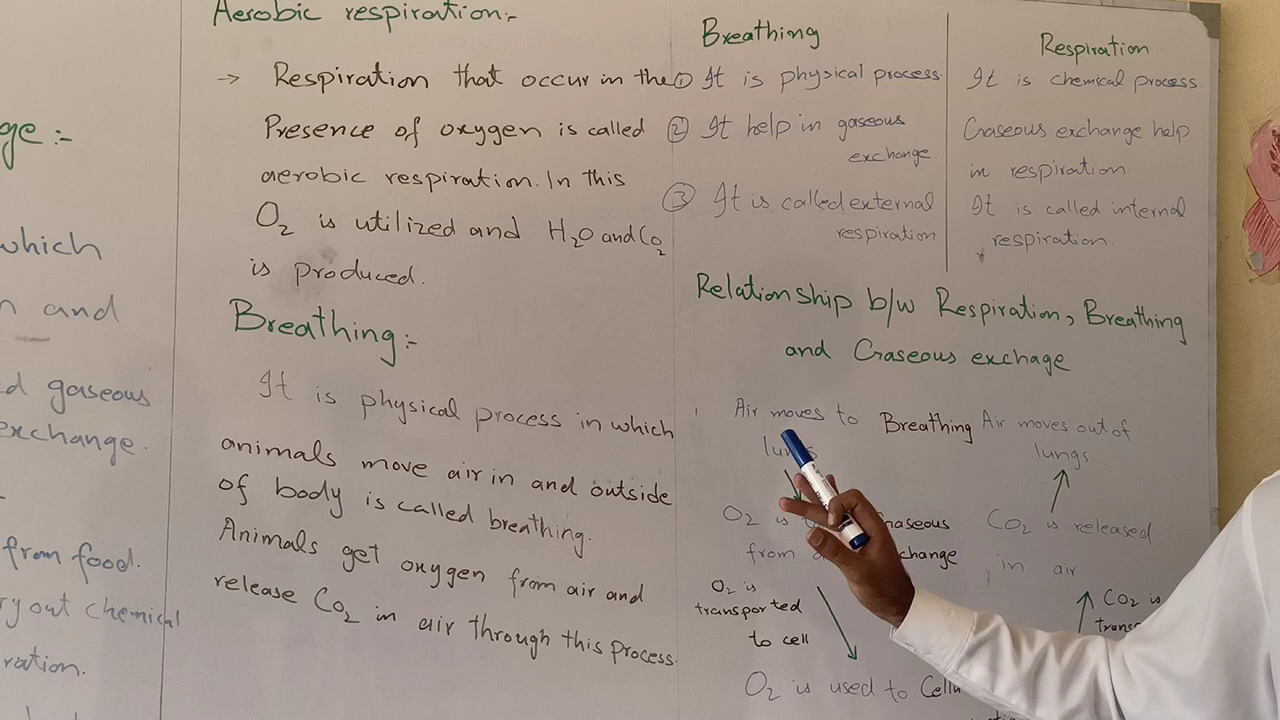 ge:-
which
n and
d gaseous
exchange.
from food.
ry out chemical
ration.
Aerobic respiration:-
→ Respiration that occur in the
Presence of oxygen is called
aerobic respiration. In this
O2 is utilized and H2O and CO2
is produced.
Breathing:-
It is physical process in which
animals move air in and outside
of body is called breathing.
Animals get oxygen from air and
release CO2 in air through this process.
Breathing
① It is physical process.
② It help in gaseous
exchange.
③ It is called external
respiration
Respiration
It is chemical process.
Gaseous exchange help
in respiration.
It is called internal
respiration.
Relationship b/w Respiration, Breathing
and Gaseous exchage
Air moves to
lungs
Breathing
Air moves out of
lungs
O2 is
from
Gaseous
change
CO2 is released
in air
O2 is
transported
to cell
CO2 is
trans
O2 is used to Cellu